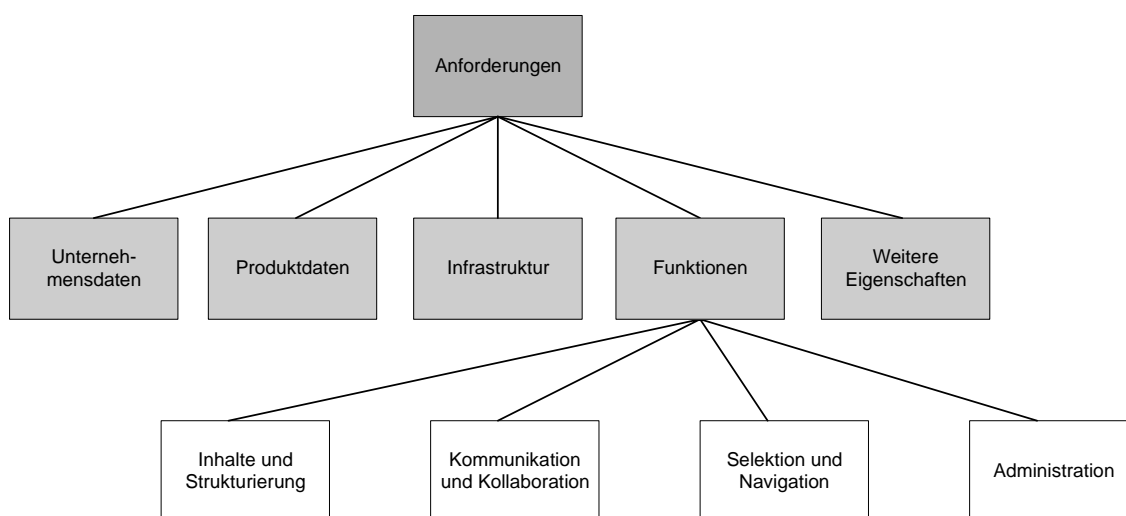 Anforderungen
Unterneh-
mensdaten
Produktdaten
Infrastruktur
Funktionen
Weitere
Eigenschaften
Inhalte und
Strukturierung
Kommunikation
und Kollaboration
Selektion und
Navigation
Administration